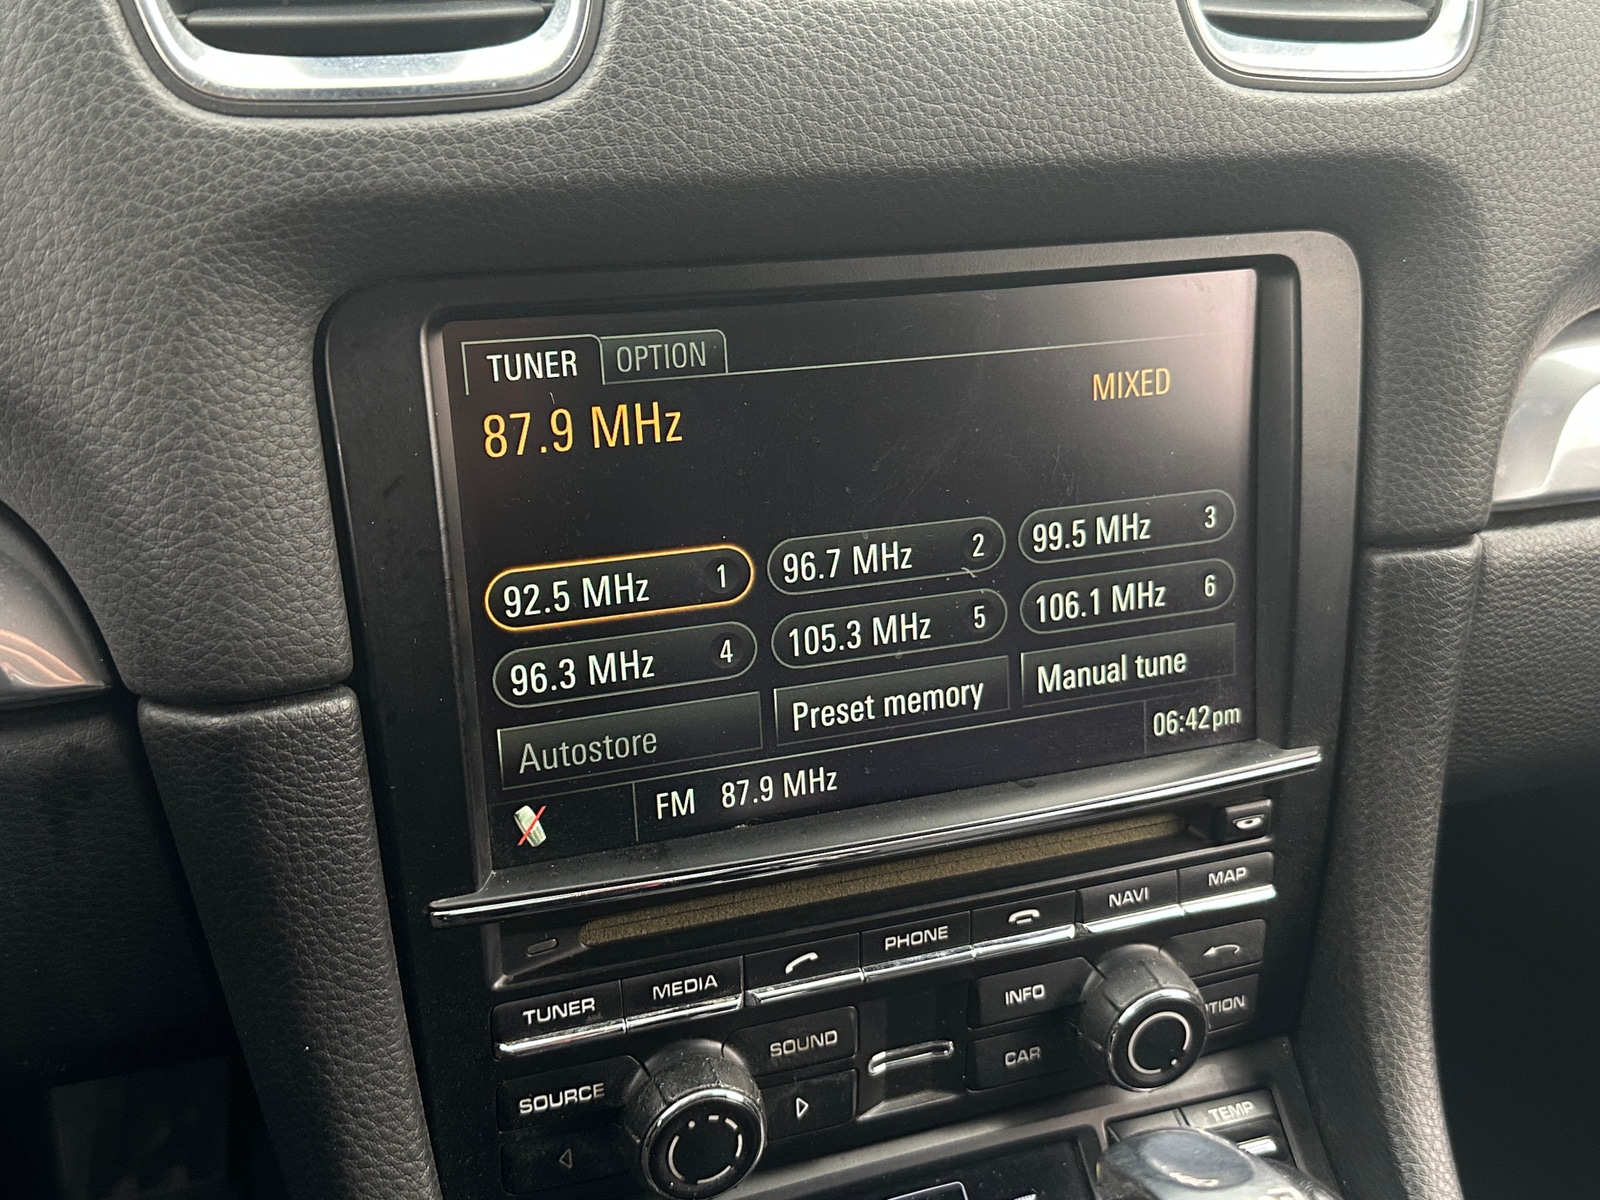 TUNER OPTION
87.9 MHz MIXED
92.5 MHz 1 96.7 MHz 2 99.5 MHz 3
96.3 MHz 4 105.3 MHz 5 106.1 MHz 6
Autostore Preset memory Manual tune
FM 87.9 MHz 06:42pm
TUNER MEDIA PHONE NAVI MAP
SOURCE SOUND INFO
CAR
TEMP